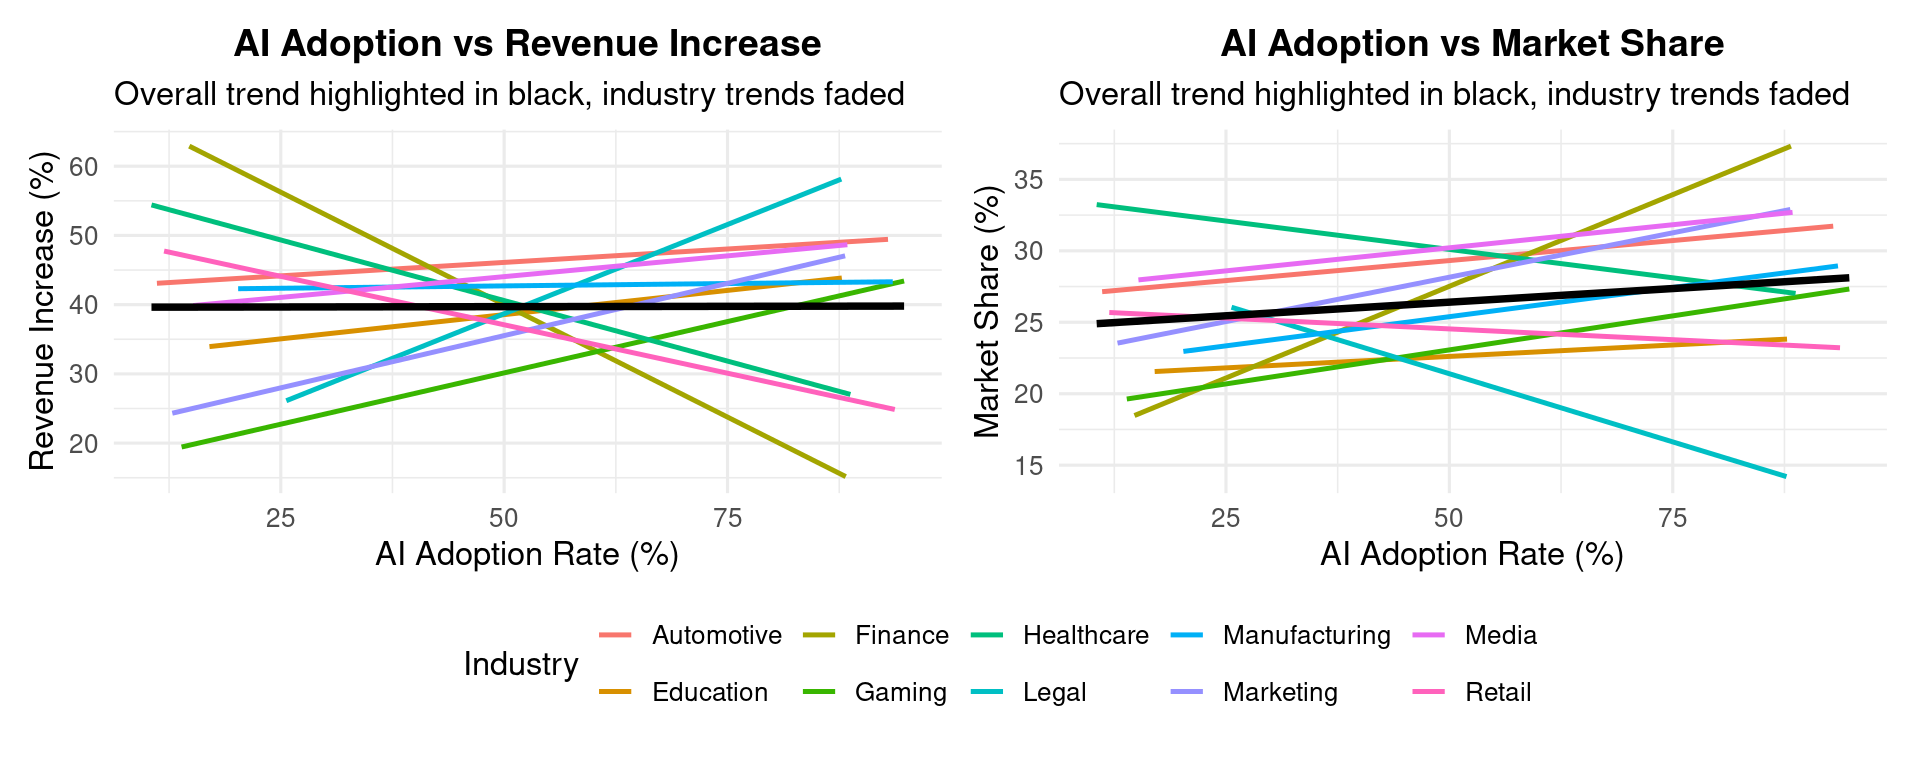 AI Adoption vs Revenue Increase
Overall trend highlighted in black, industry trends faded
Revenue Increase (%)
60
50
40
30
20
25
50
75
AI Adoption Rate (%)
AI Adoption vs Market Share
Overall trend highlighted in black, industry trends faded
Market Share (%)
35
30
25
20
15
25
50
75
AI Adoption Rate (%)
Industry
Automotive
Finance
Healthcare
Manufacturing
Media
Education
Gaming
Legal
Marketing
Retail